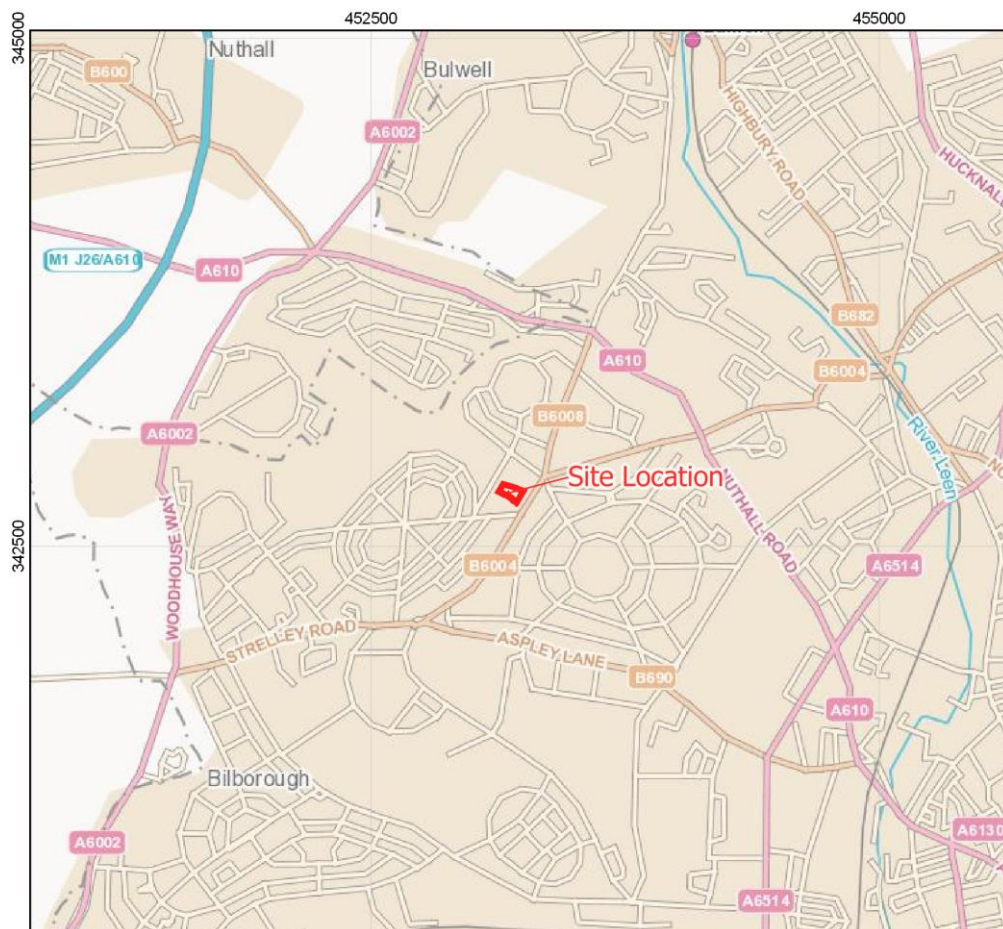 452500
455000
345000
Nuthall
B600
Bulwell
A6002
HIGHBURY ROAD
HUCKNALL
M1 J26/A610
A610
B682
A610
B6004
B6008
A6002
River Leen
Site Location
NUTHALL ROAD
342500
B6004
A6514
WOODHOUSE WAY
STRELLEY ROAD
ASPLEY LANE
B690
A610
Bilborough
A6002
A6130
A6514